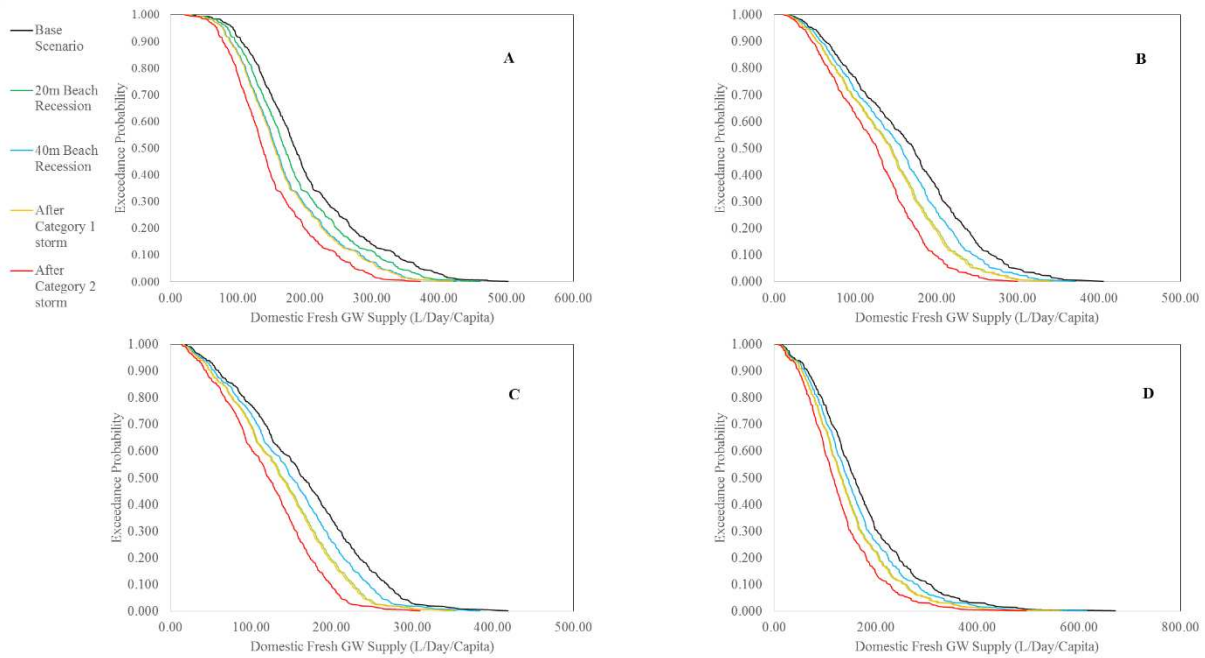 Base
Scenario
20m Beach
Recession
40m Beach
Recession
After
Category 1
storm
After
Category 2
storm
1.000
0.900
0.800
0.700
0.600
0.500
0.400
0.300
0.200
0.100
0.000
Exceedance Probability
A
0.00 100.00 200.00 300.00 400.00 500.00 600.00
Domestic Fresh GW Supply (L/Day/Capita)
1.000
0.900
0.800
0.700
0.600
0.500
0.400
0.300
0.200
0.100
0.000
Exceedance Probability
B
0.00 100.00 200.00 300.00 400.00 500.00
Domestic Fresh GW Supply (L/Day/Capita)
1.000
0.900
0.800
0.700
0.600
0.500
0.400
0.300
0.200
0.100
0.000
Exceedance Probability
C
0.00 100.00 200.00 300.00 400.00 500.00
Domestic Fresh GW Supply (L/Day/Capita)
1.000
0.900
0.800
0.700
0.600
0.500
0.400
0.300
0.200
0.100
0.000
Exceedance Probability
D
0.00 200.00 400.00 600.00 800.00
Domestic Fresh GW Supply (L/Day/Capita)